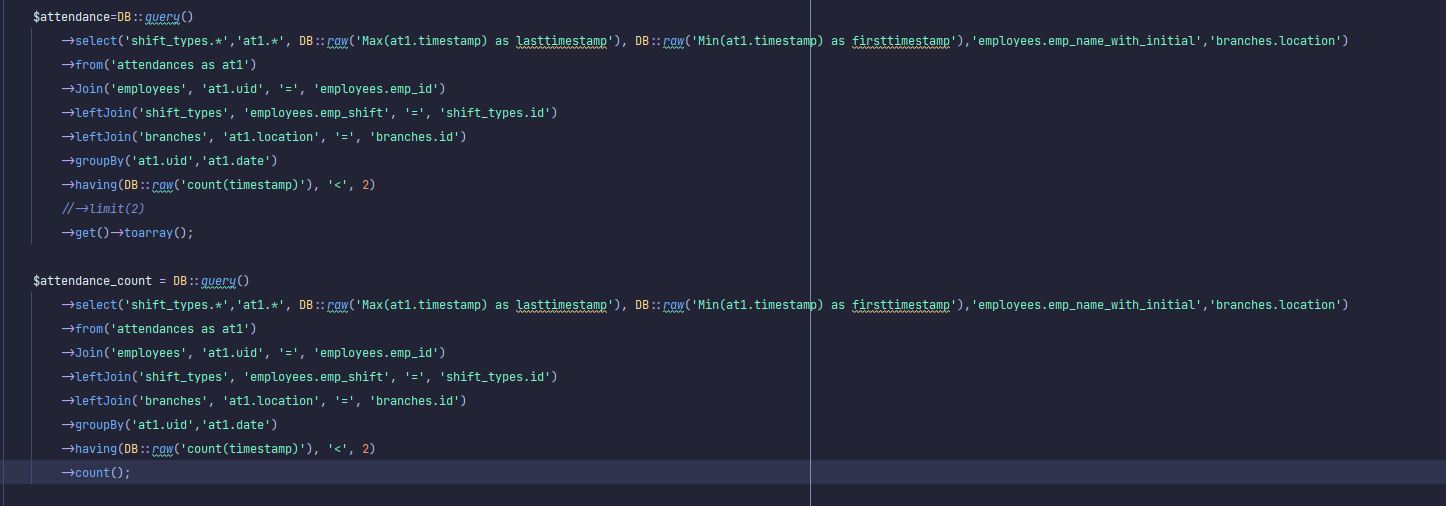 $attendance=DB::query()
->select('shift_types.*','at1.*', DB::raw('Max(at1.timestamp) as lasttimestamp'), DB::raw('Min(at1.timestamp) as firsttimestamp'),'employees.emp_name_with_initial','branches.location')
->from('attendances as at1')
->Join('employees', 'at1.uid', '=', 'employees.emp_id')
->leftJoin('shift_types', 'employees.emp_shift', '=', 'shift_types.id')
->leftJoin('branches', 'at1.location', '=', 'branches.id')
->groupBy('at1.uid','at1.date')
->having(DB::raw('count(timestamp)'), '<', 2)
//->limit(2)
->get()->toarray();
$attendance_count = DB::query()
->select('shift_types.*','at1.*', DB::raw('Max(at1.timestamp) as lasttimestamp'), DB::raw('Min(at1.timestamp) as firsttimestamp'),'employees.emp_name_with_initial','branches.location')
->from('attendances as at1')
->Join('employees', 'at1.uid', '=', 'employees.emp_id')
->leftJoin('shift_types', 'employees.emp_shift', '=', 'shift_types.id')
->leftJoin('branches', 'at1.location', '=', 'branches.id')
->groupBy('at1.uid','at1.date')
->having(DB::raw('count(timestamp)'), '<', 2)
->count();